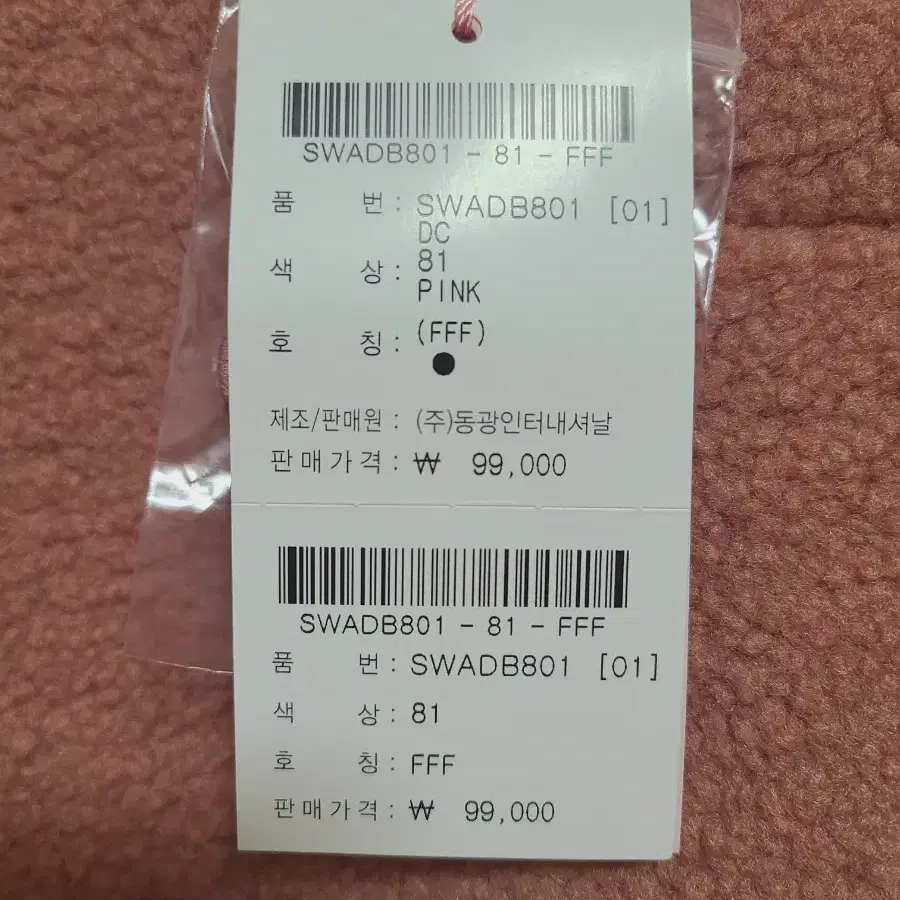 SWADB801 - 81 - FFF
품 번 : SWADB801 [01]
DC
색 상 : 81
PINK
호 칭 : (FFF)
제조/판매원 : (주)동광인터내셔날
판매가격 : ₩ 99,000
SWADB801 - 81 - FFF
품 번 : SWADB801 [01]
색 상 : 81
호 칭 : FFF
판매가격 : ₩ 99,000